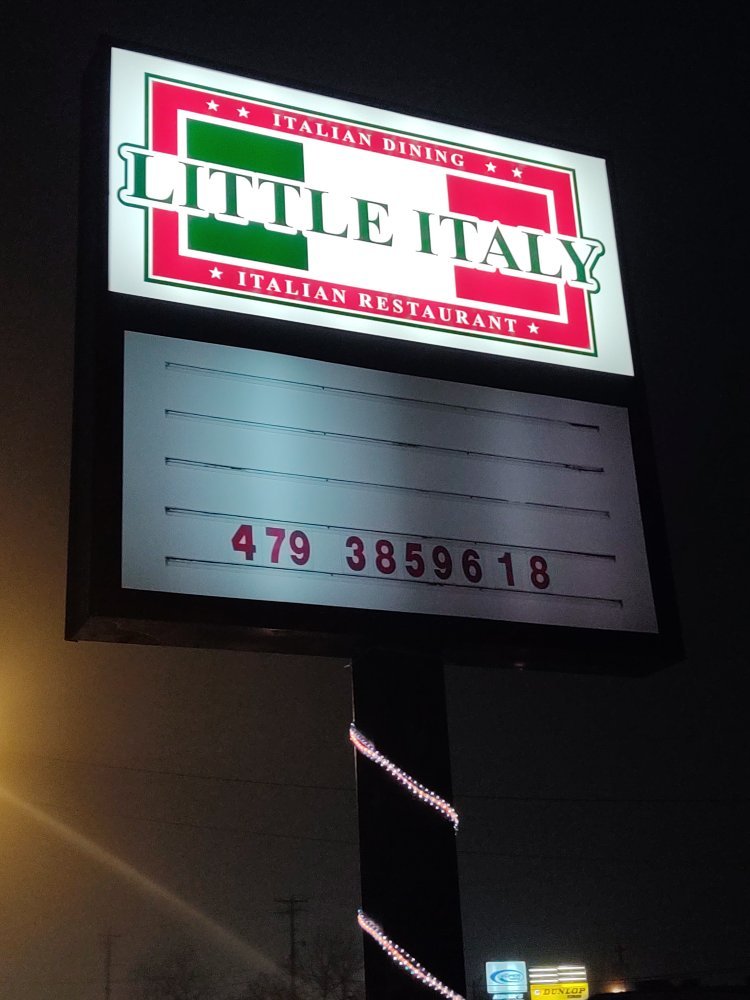 ITALIAN DINING
LITTLE ITALY
ITALIAN RESTAURANT
479 3859618
DUNLOP